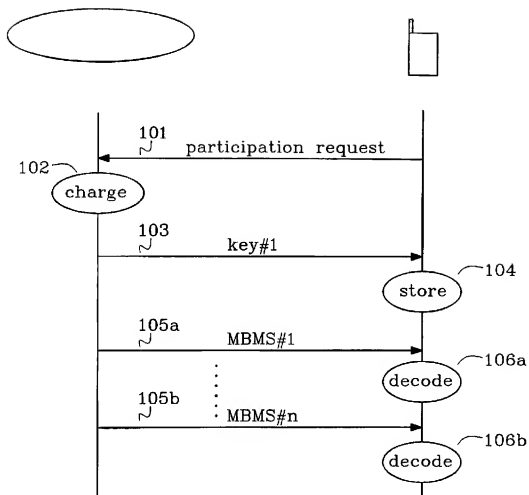 101
participation request
102
charge
103
key#1
104
store
105a
MBMS#1
106a
decode
105b
MBMS#n
106b
decode